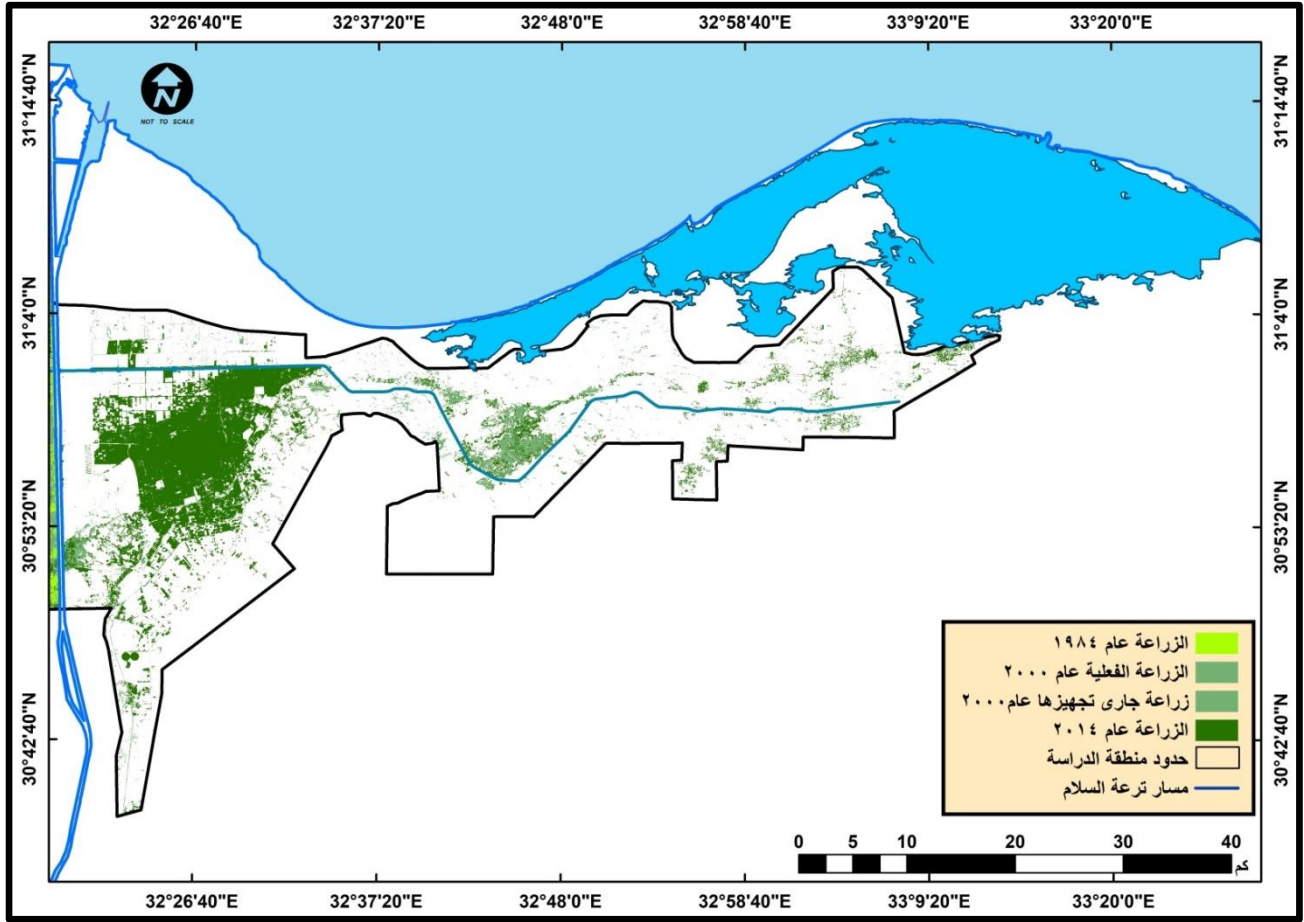 32°26'40"E 32°37'20"E 32°48'0"E 32°58'40"E 33°9'20"E 33°20'0"E
31°14'40"N
31°14'40"N
N
NOT TO SCALE
31°4'0"N
31°4'0"N
30°53'20"N
30°53'20"N
30°42'40"N
30°42'40"N
الزراعة عام ١٩٨٤
الزراعة الفعلية عام ٢٠٠٠
زراعة جارى تجهيزها عام٢٠٠٠
الزراعة عام ٢٠١٤
حدود منطقة الدراسة
مسار ترعة السلام
0 5 10 20 30 40
كم
32°26'40"E 32°37'20"E 32°48'0"E 32°58'40"E 33°9'20"E 33°20'0"E